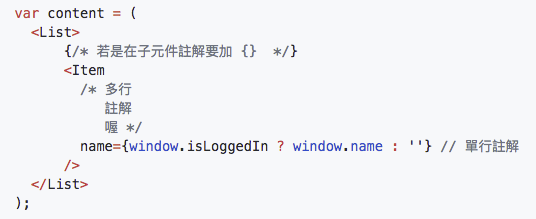 var content = (
  <List>
      {/* 若是在子元件註解要加 {}  */}
      <Item
        /* 多行
           註解
           喔 */
        name={window.isLoggedIn ? window.name : ''} // 單行註解
      />
  </List>
);